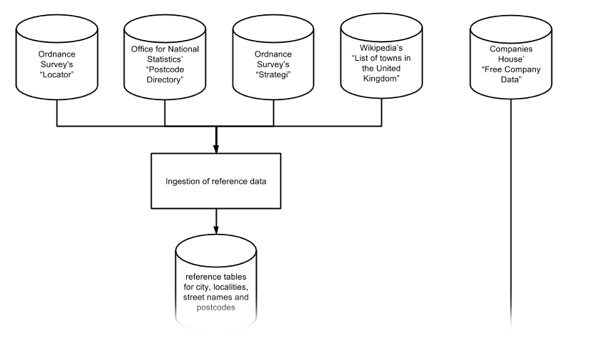 Ordnance
Survey's
"Locator"
Office for National
Statistics'
"Postcode
Directory"
Ordnance
Survey's
"Strategi"
Wikipedia's
"List of towns in
the United
Kingdom"
Companies
House'
"Free Company
Data"
Ingestion of reference data
reference tables
for city, localities,
street names and
postcodes